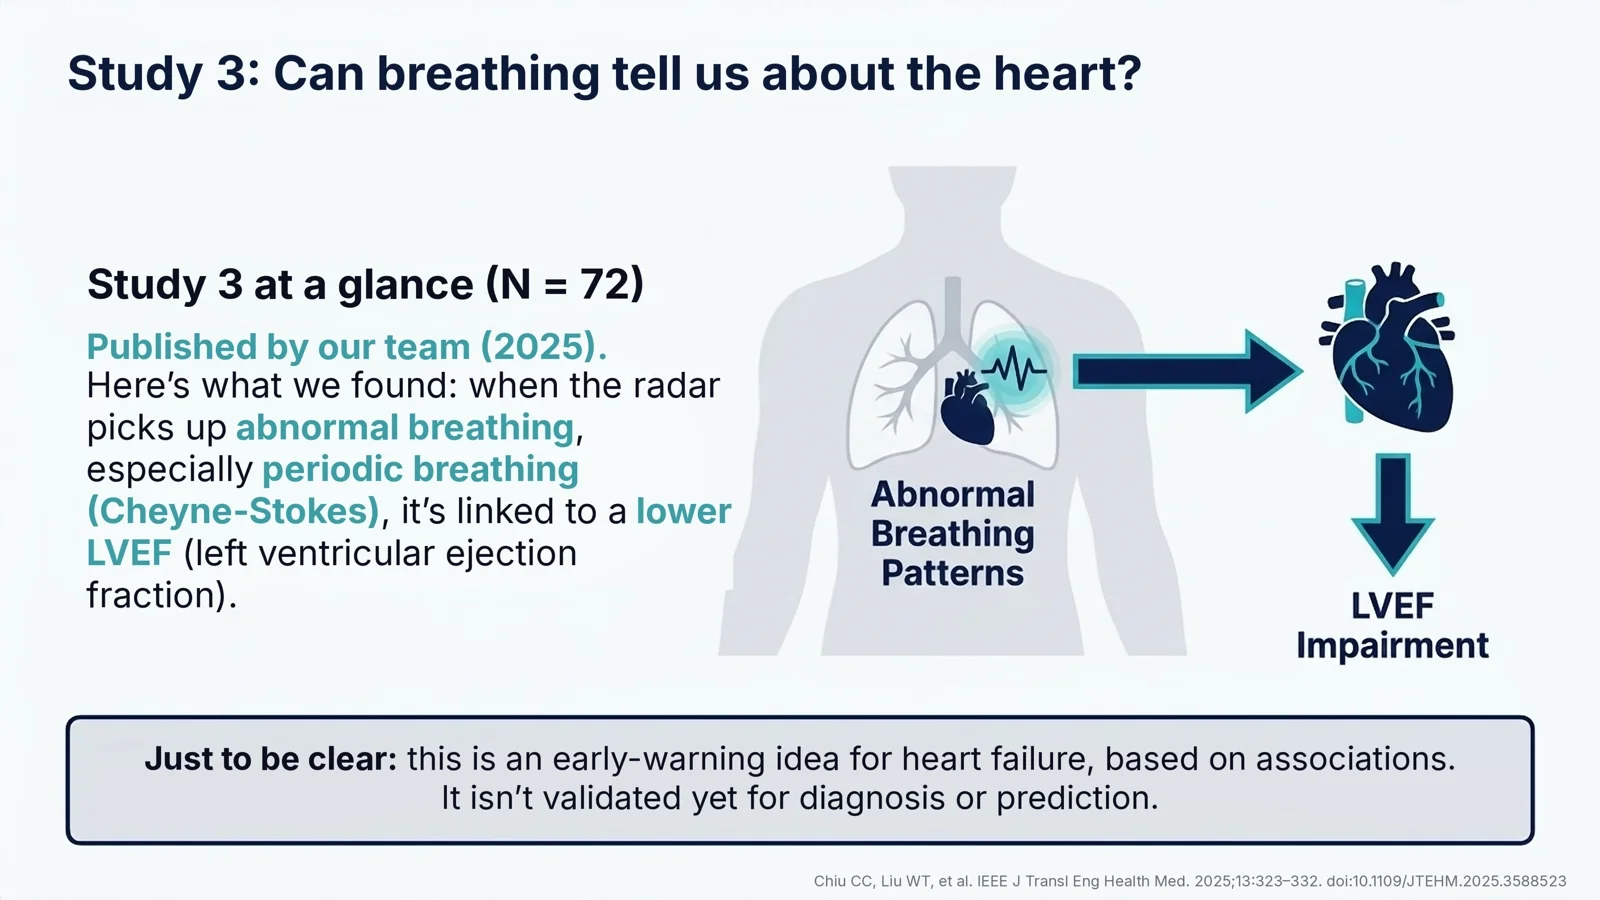 Study 3: Can breathing tell us about the heart?
Study 3 at a glance (N = 72)
Published by our team (2025).
Here’s what we found: when the radar
picks up abnormal breathing,
especially periodic breathing
(Cheyne-Stokes), it’s linked to a lower
LVEF (left ventricular ejection
fraction).
Abnormal
Breathing
Patterns
LVEF
Impairment
Just to be clear: this is an early-warning idea for heart failure, based on associations.
It isn’t validated yet for diagnosis or prediction.
Chiu CC, Liu WT, et al. IEEE J Transl Eng Health Med. 2025;13:323–332. doi:10.1109/JTEHM.2025.3588523